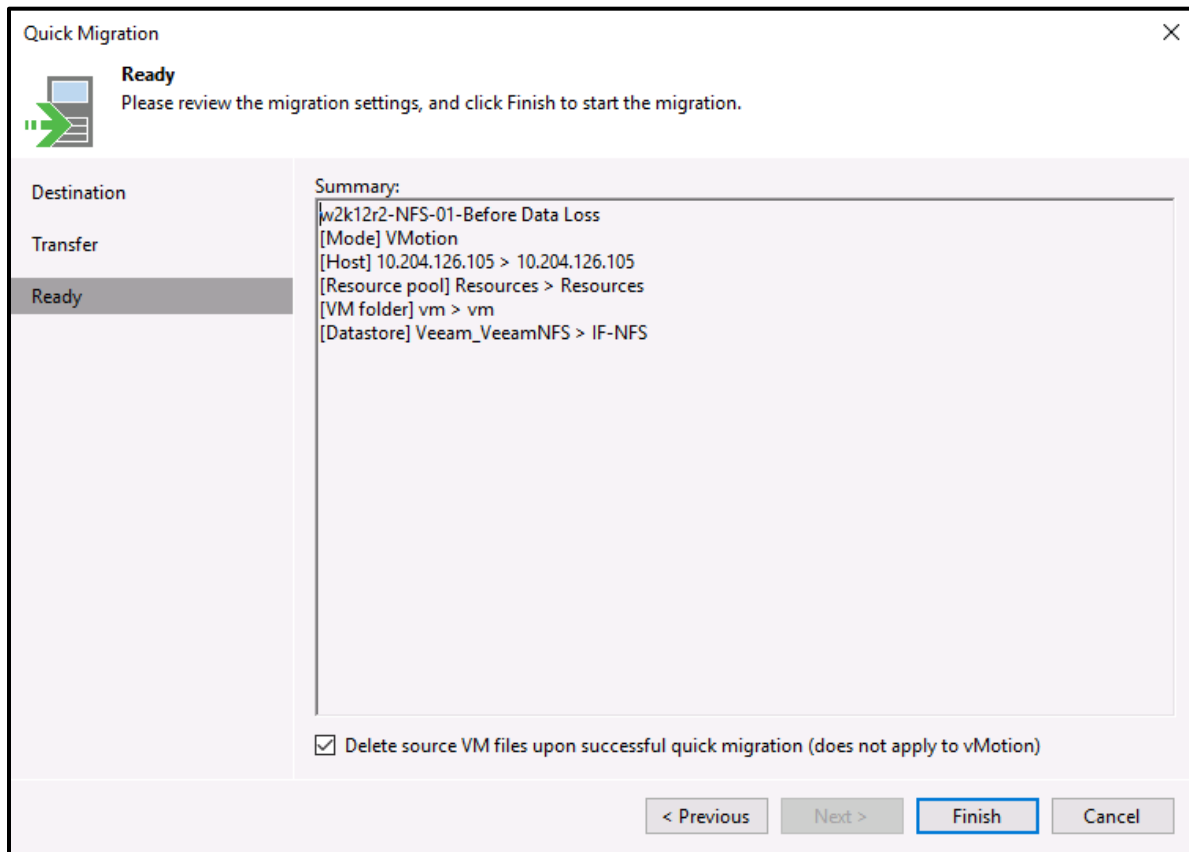 Quick Migration
Ready
Please review the migration settings, and click Finish to start the migration.
Destination
Transfer
Ready
Summary:
w2k12r2-NFS-01-Before Data Loss
[Mode] VMotion
[Host] 10.204.126.105 > 10.204.126.105
[Resource pool] Resources > Resources
[VM folder] vm > vm
[Datastore] Veeam_VeeamNFS > IF-NFS
Delete source VM files upon successful quick migration (does not apply to vMotion)
< Previous
Next >
Finish
Cancel